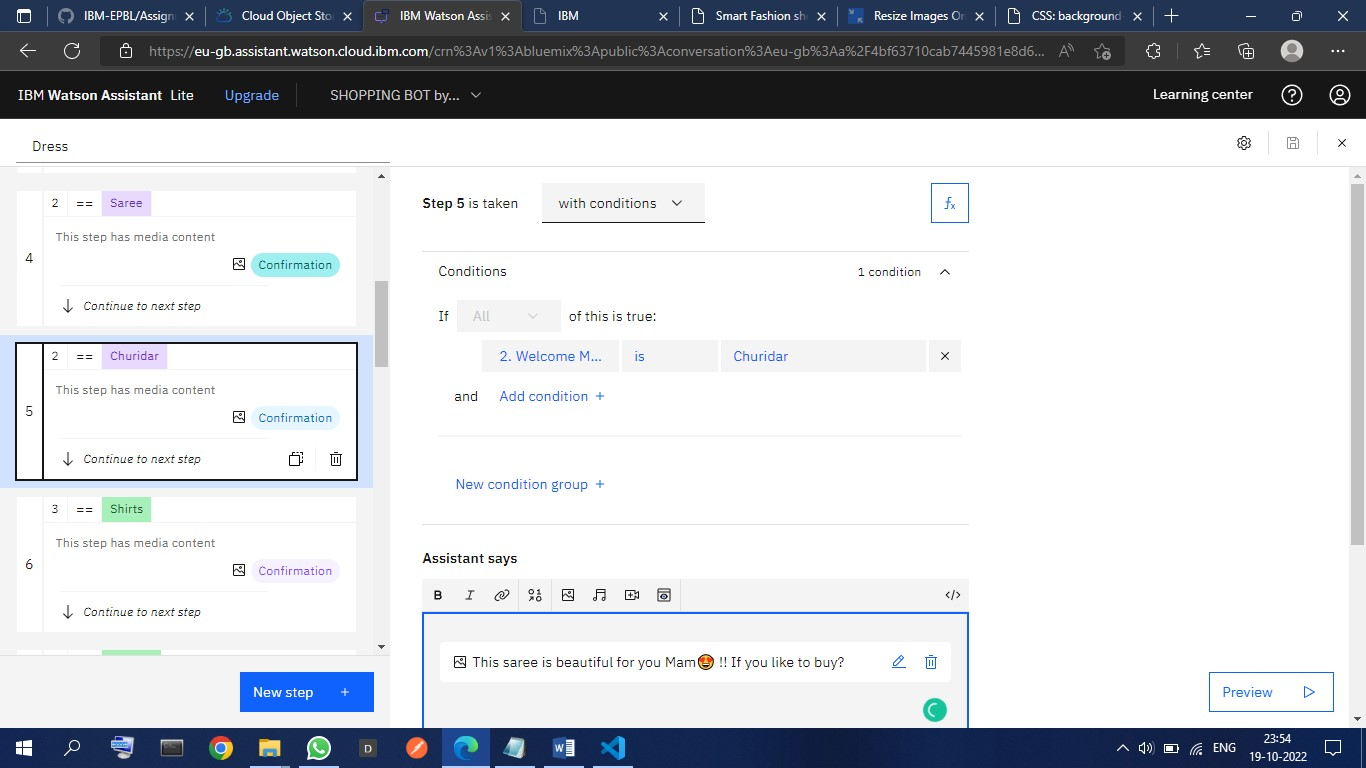 IBM-EPBL/Assignm
Cloud Object Sto
IBM Watson Assis
IBM
Smart Fashion sh
Resize Images On
CSS: background
https://eu-gb.assistant.watson.cloud.ibm.com/crn%3Av1%3Abluemix%3Apublic%3Aconversation%3Aeu-gb%3Aa%2F4bf63710cab7445981e8d6...
IBM Watson Assistant Lite Upgrade SHOPPING BOT by... Learning center
Dress
2 == Saree
This step has media content
4
Confirmation
Continue to next step
2 == Churidar
This step has media content
5
Confirmation
Continue to next step
3 == Shirts
This step has media content
6
Confirmation
Continue to next step
New step +
Step 5 is taken with conditions fx
Conditions 1 condition
If All of this is true:
2. Welcome M... is Churidar
and Add condition +
New condition group +
Assistant says
B I </>
This saree is beautiful for you Mam😍 !! If you like to buy?
Preview
D
ENG
23:54
19-10-2022